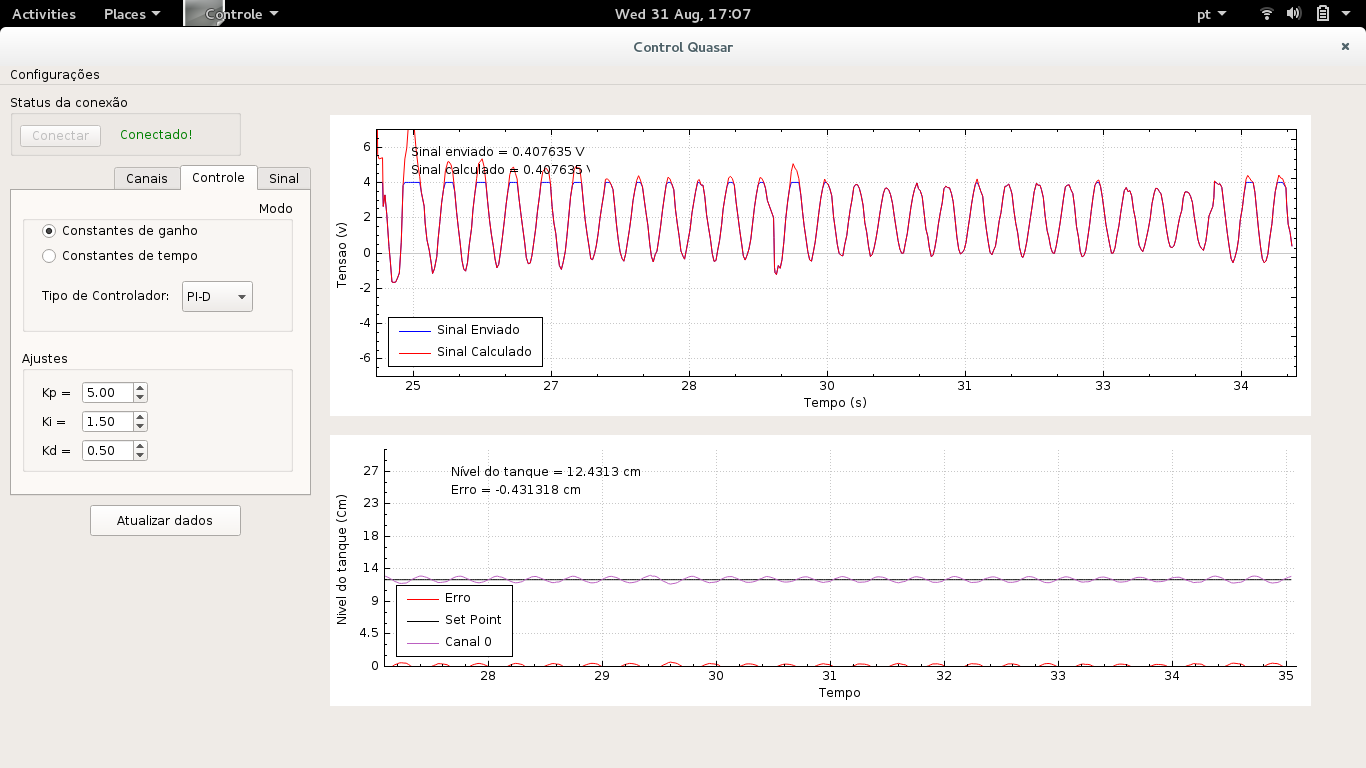 Activities Places Controle Wed 31 Aug, 17:07 pt
Control Quasar
Configurações
Status da conexão
Conectar Conectado!
Canais Controle Sinal
Modo
Constantes de ganho
Constantes de tempo
Tipo de Controlador: PI-D
Ajustes
Kp = 5.00
Ki = 1.50
Kd = 0.50
Atualizar dados
Sinal enviado = 0.407635 V
Sinal calculado = 0.407635 V
Tensao (v)
6
4
2
0
-2
-4
-6
Sinal Enviado
Sinal Calculado
25 27 28 30 31 33 34
Tempo (s)
Nível do tanque = 12.4313 cm
Erro = -0.431318 cm
Nivel do tanque (Cm)
27
23
18
14
9
4.5
0
Erro
Set Point
Canal 0
28 29 30 31 32 33 34 35
Tempo